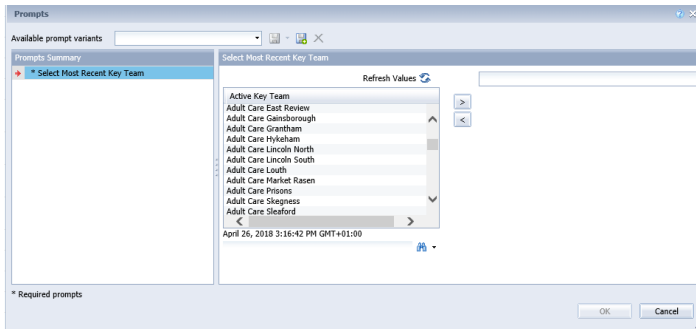 Prompts
Available prompt variants
Prompts Summary
* Select Most Recent Key Team
Select Most Recent Key Team
Refresh Values
Active Key Team
Adult Care East Review
Adult Care Gainsborough
Adult Care Grantham
Adult Care Hykeham
Adult Care Lincoln North
Adult Care Lincoln South
Adult Care Louth
Adult Care Market Rasen
Adult Care Prisons
Adult Care Skegness
Adult Care Sleaford
April 26, 2018 3:16:42 PM GMT+01:00
>
<
* Required prompts
OK
Cancel